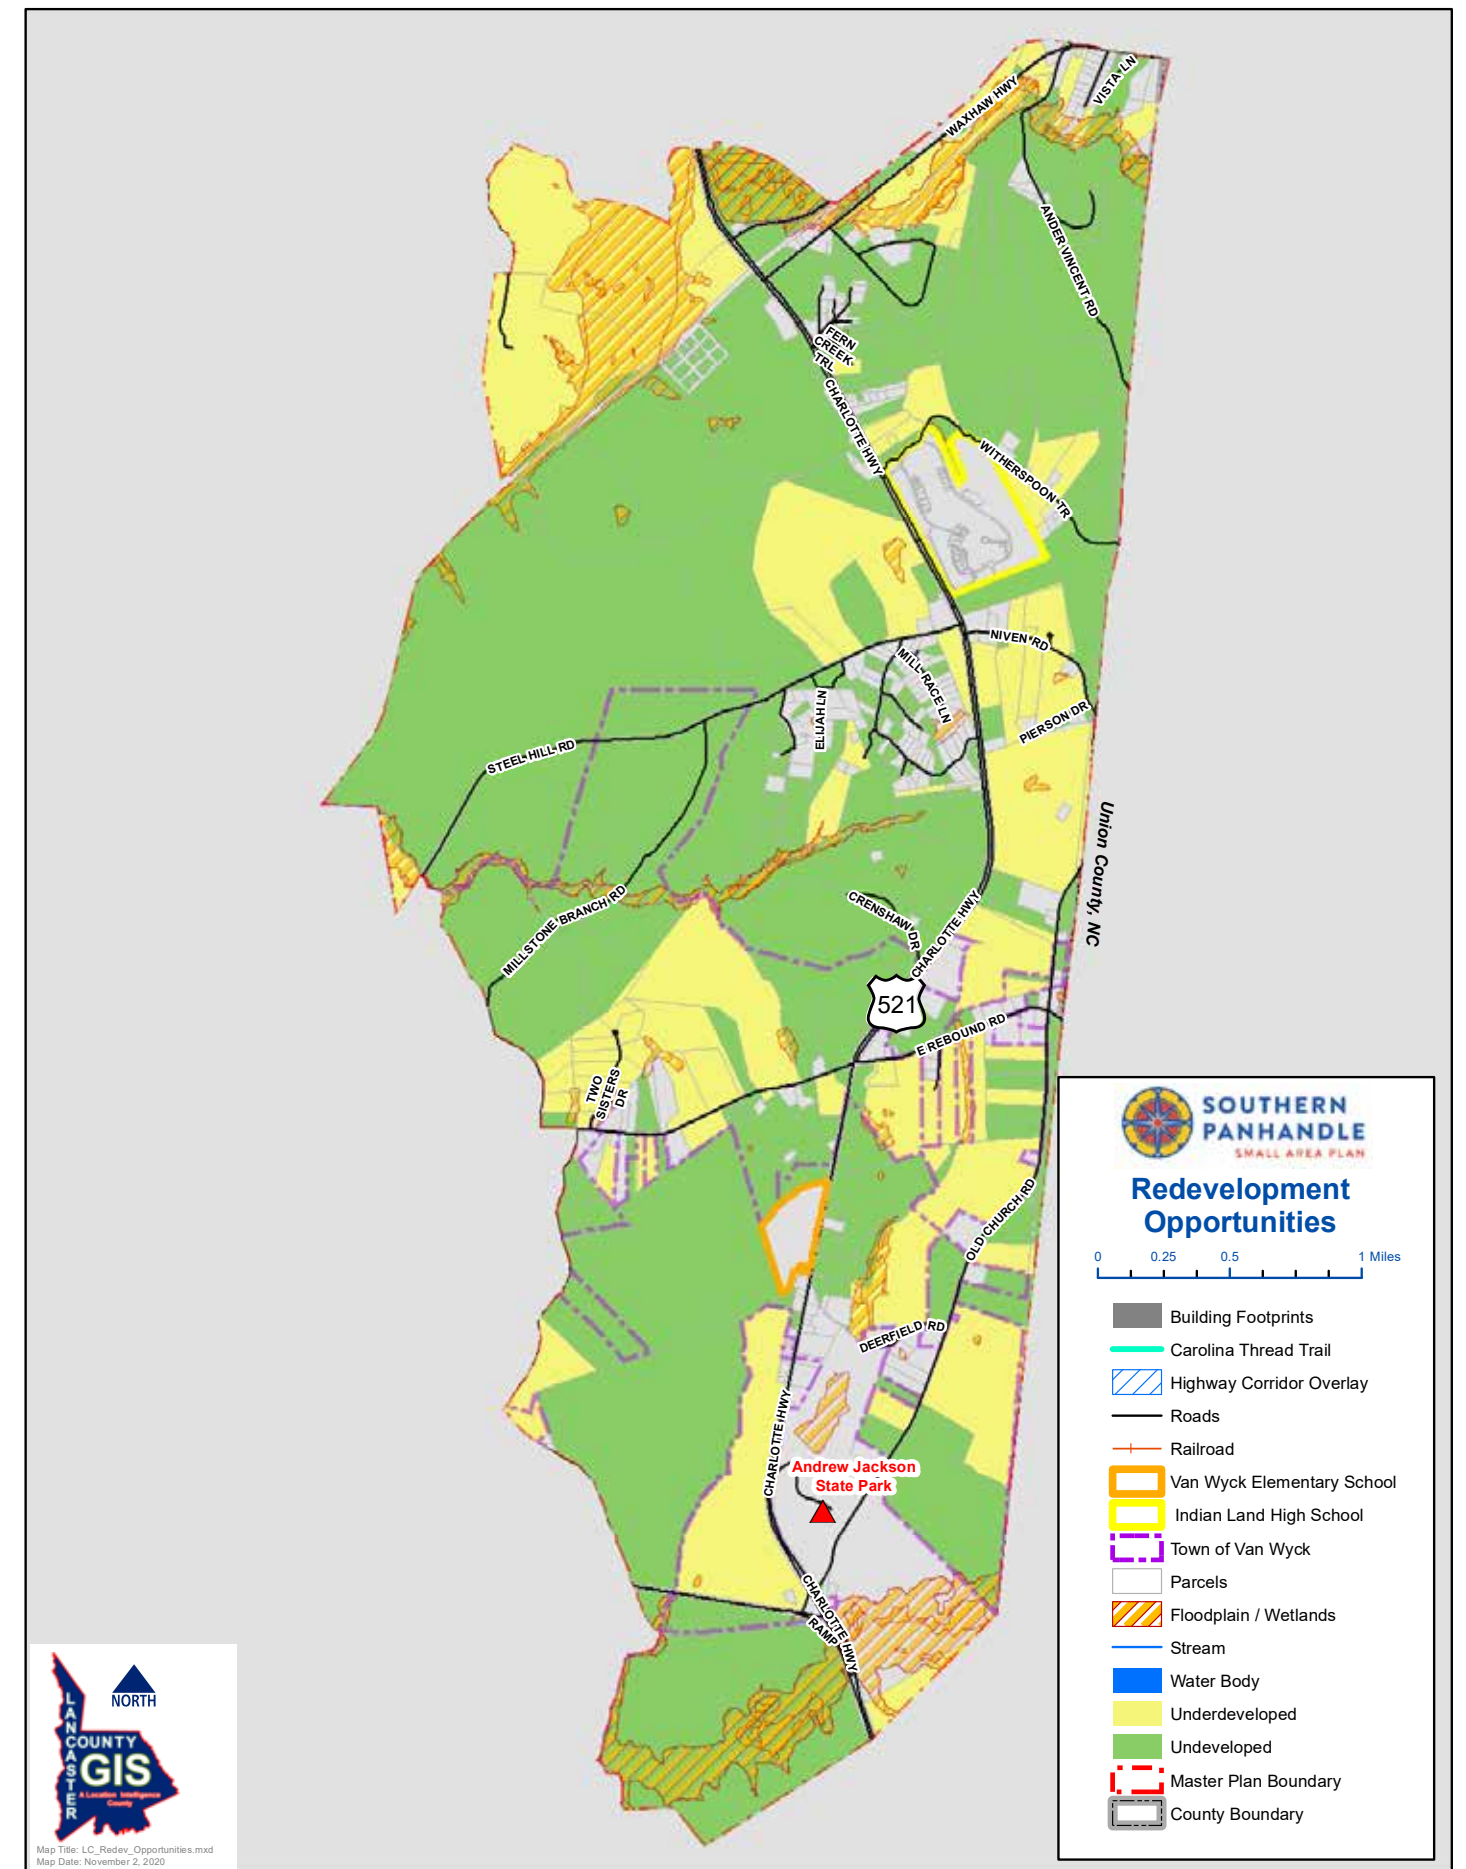 WAXHAW HWY
VISTA LN
ANDER VINCENT RD
FERN
CREEK
TRL
CHARLOTTE HWY
WITHERSPOON TR
NIVEN RD
MILL RACE LN
ELIJAH LN
PIERSON DR
STEEL HILL RD
Union County, NC
MILLSTONE BRANCH RD
CRENSHAW DR
CHARLOTTE HWY
521
E REBOUND RD
TWO
SISTERS
DR
OLD CHURCH RD
DEERFIELD RD
CHARLOTTE HWY
Andrew Jackson
State Park
CHARLOTTE HWY
RAMP
SOUTHERN
PANHANDLE
SMALL AREA PLAN
Redevelopment
Opportunities
0 0.25 0.5 1 Miles
Building Footprints
Carolina Thread Trail
Highway Corridor Overlay
Roads
Railroad
Van Wyck Elementary School
Indian Land High School
Town of Van Wyck
Parcels
Floodplain / Wetlands
Stream
Water Body
Underdeveloped
Undeveloped
Master Plan Boundary
County Boundary
NORTH
LANCASTER
COUNTY
GIS
A Location Intelligence
County
Map Title: LC_Redev_Opportunities.mxd
Map Date: November 2, 2020